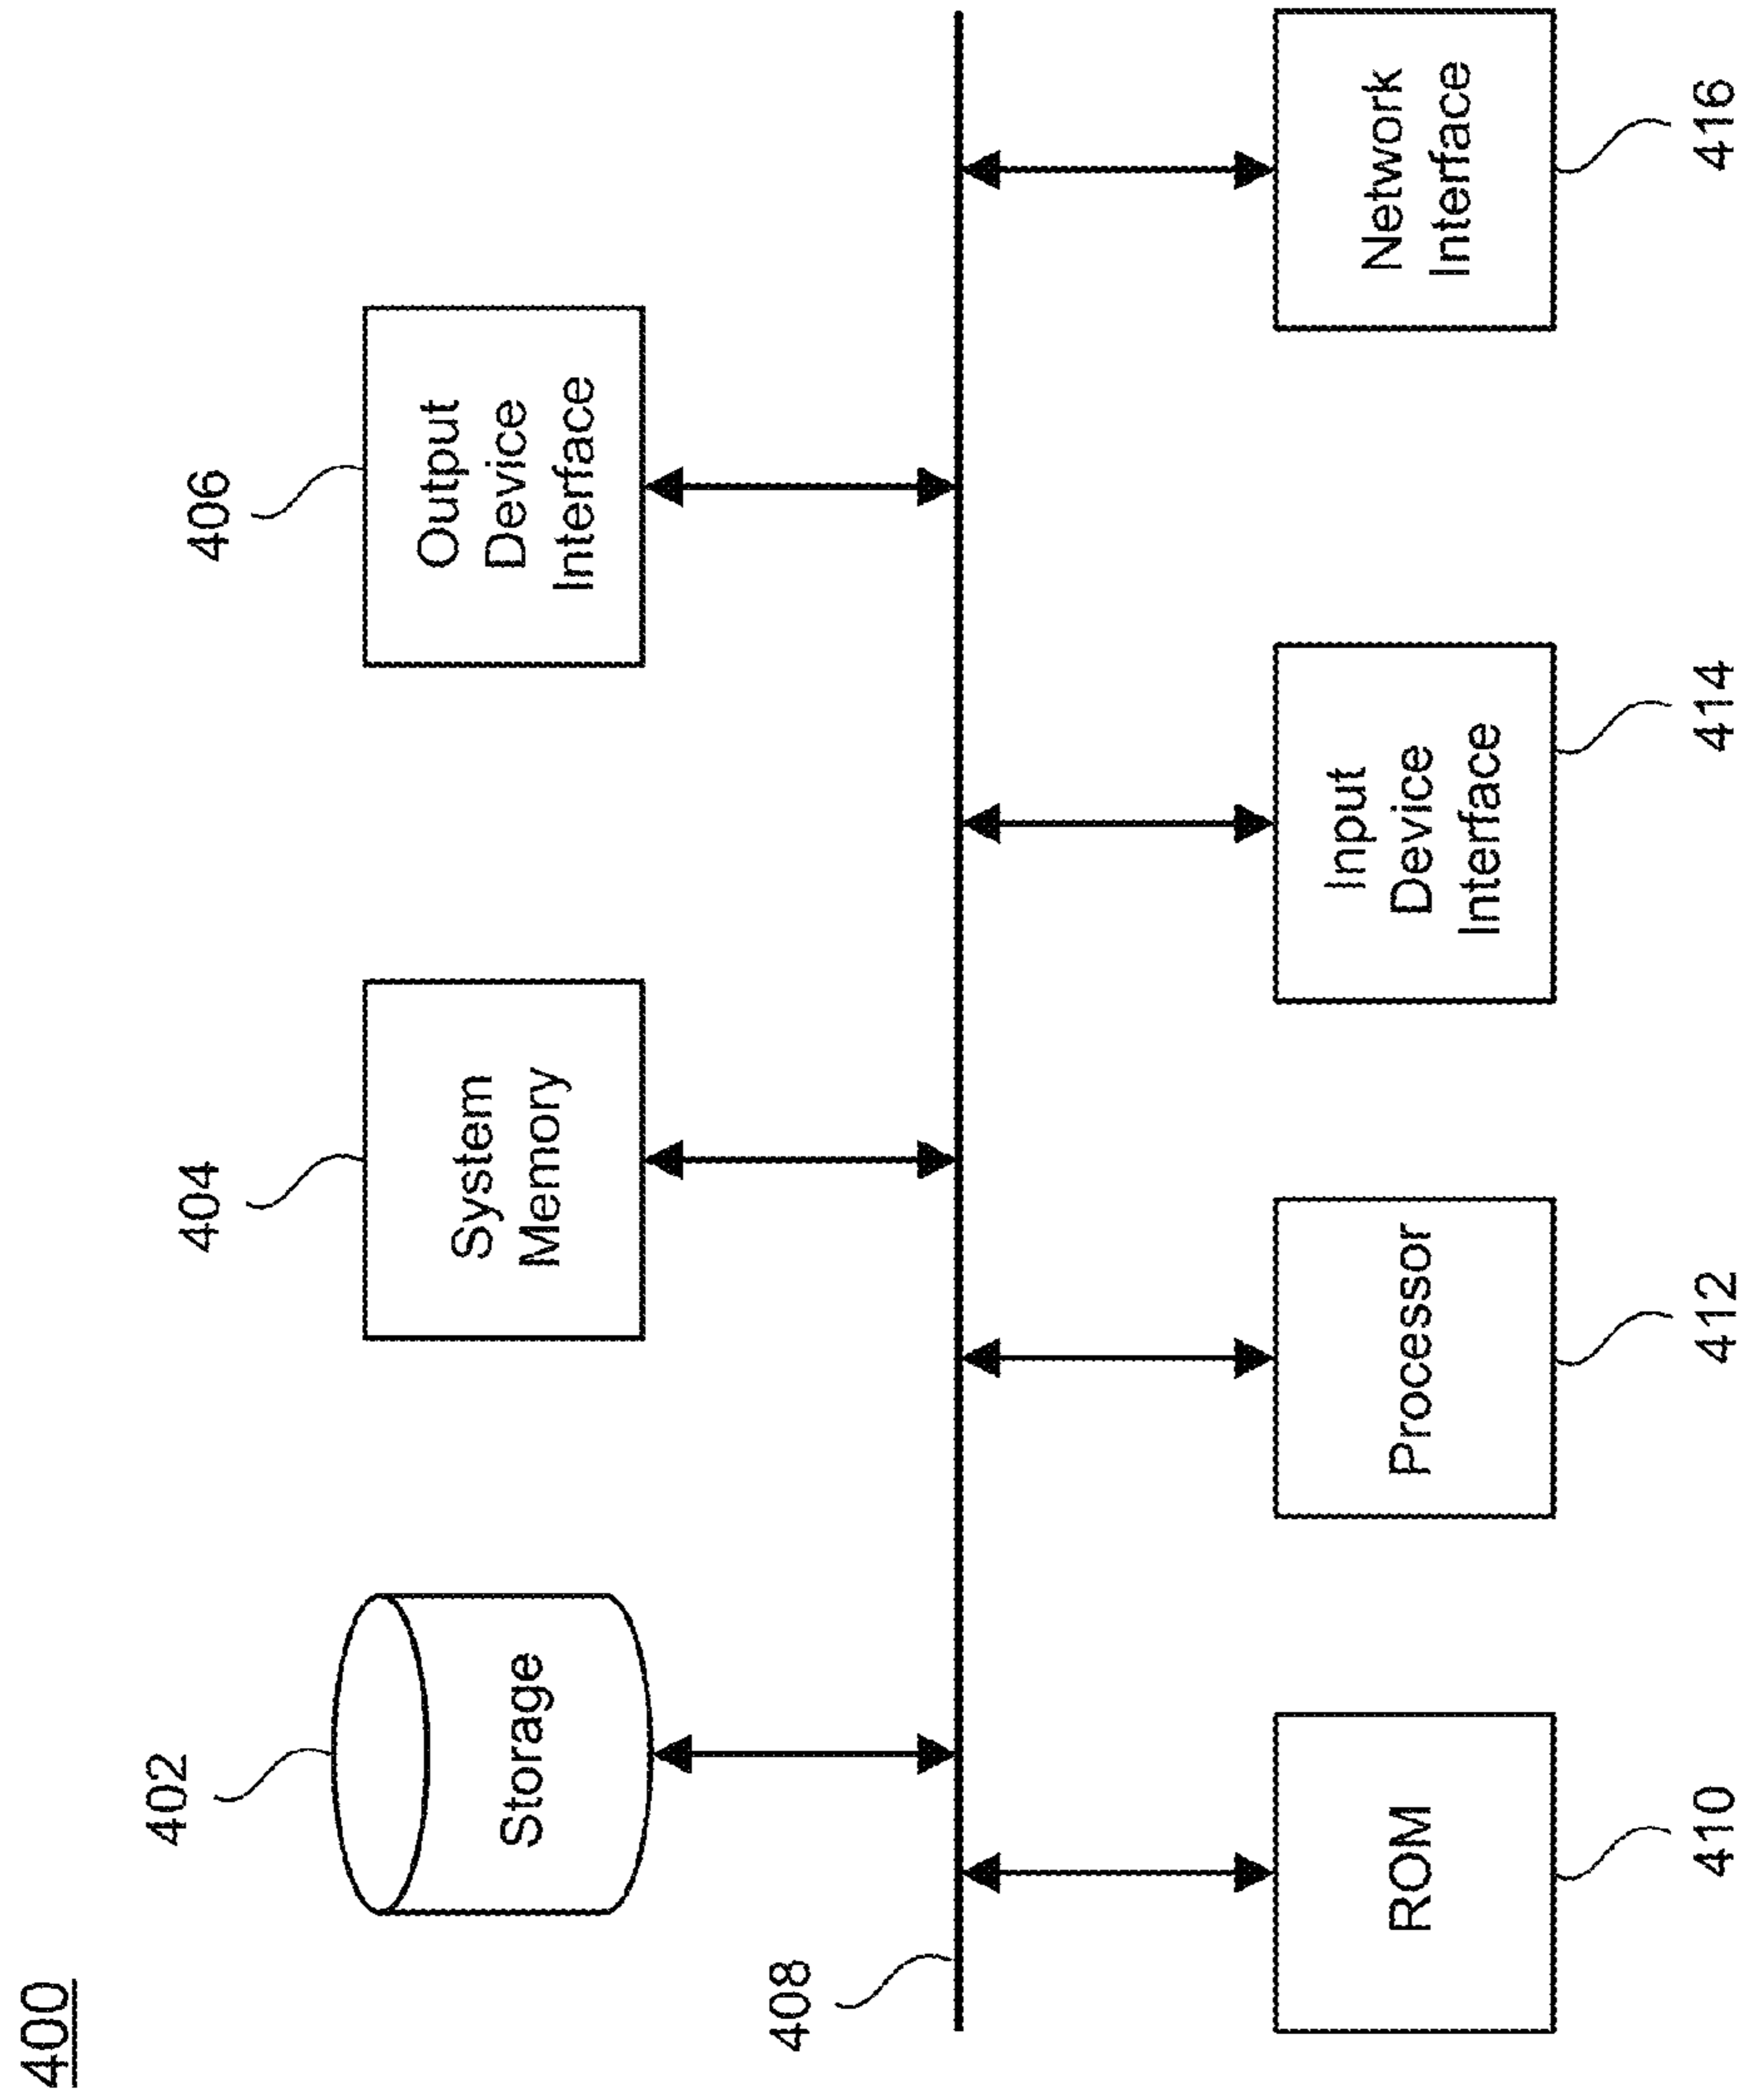 400
402
Storage
404
System
Memory
406
Output
Device
Interface
408
ROM
410
Processor
412
Input
Device
Interface
414
Network
Interface
416